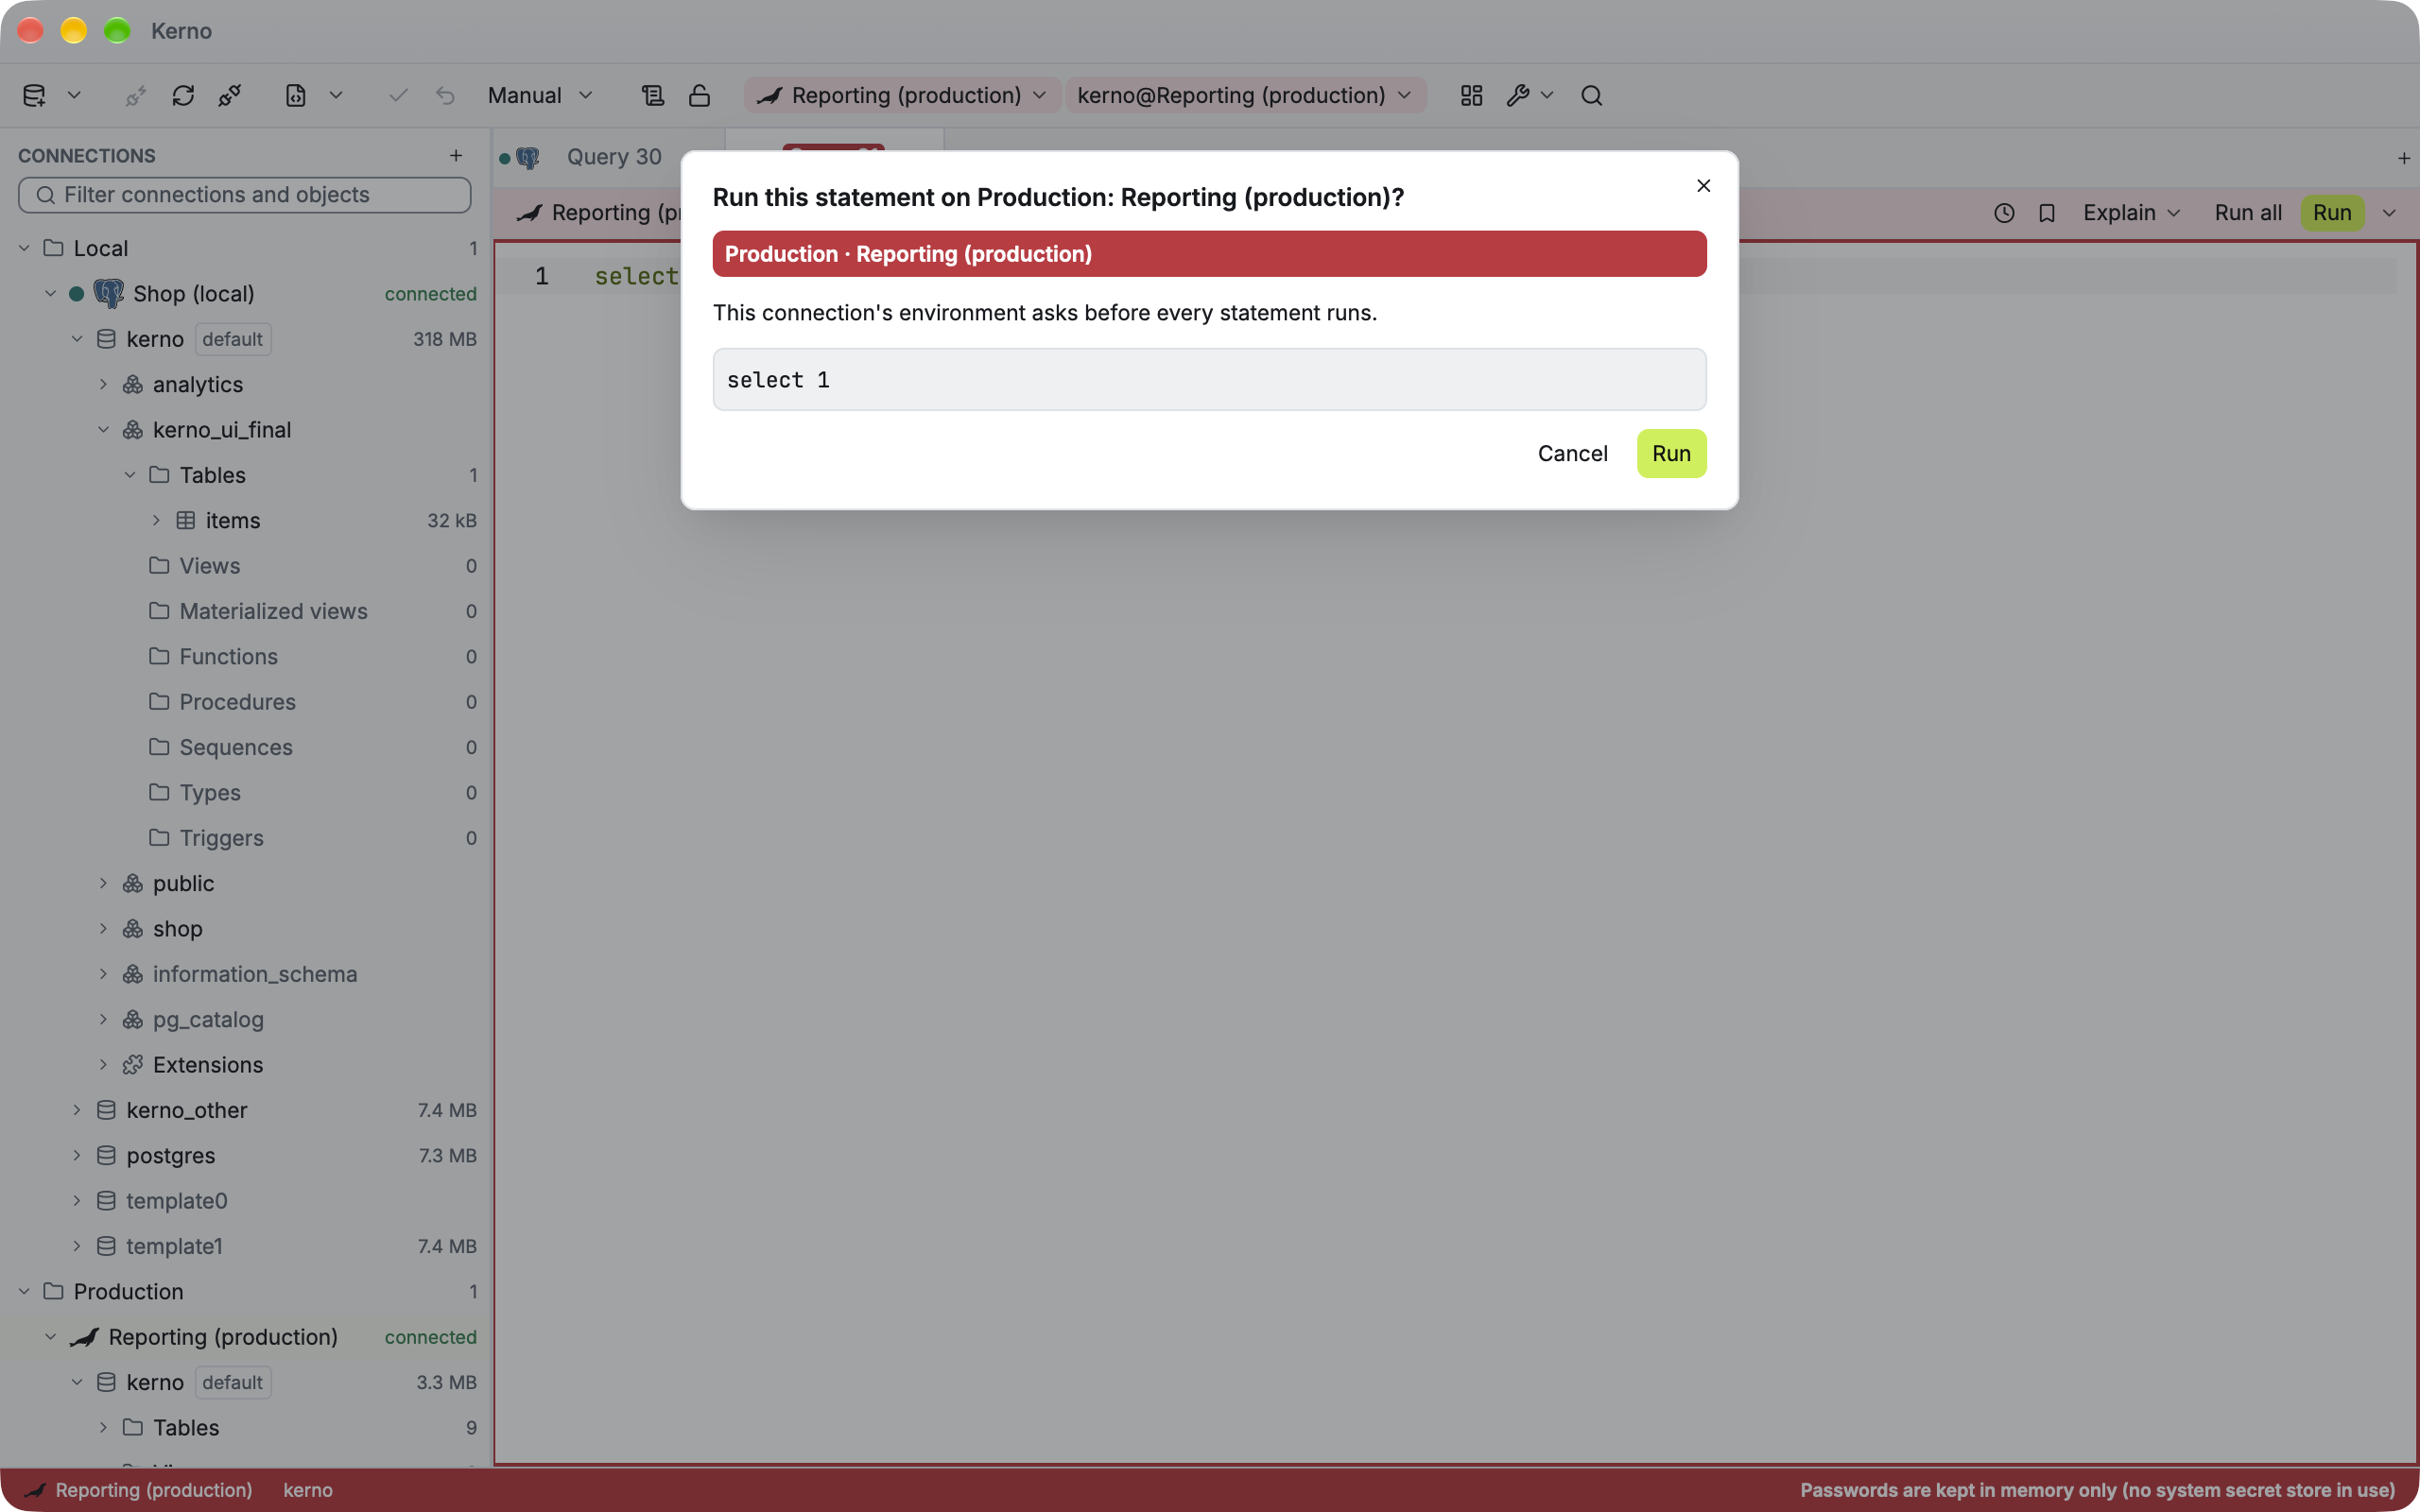 Kerno
Manual
Reporting (production)
kerno@Reporting (production)
CONNECTIONS
Filter connections and objects
Local 1
Shop (local) connected
kerno default 318 MB
analytics
kerno_ui_final
Tables 1
items 32 kB
Views 0
Materialized views 0
Functions 0
Procedures 0
Sequences 0
Types 0
Triggers 0
public
shop
information_schema
pg_catalog
Extensions
kerno_other 7.4 MB
postgres 7.3 MB
template0
template1 7.4 MB
Production 1
Reporting (production) connected
kerno default 3.3 MB
Tables 9
Query 30
Reporting
Explain
Run all
Run
1 select
Run this statement on Production: Reporting (production)?
Production · Reporting (production)
This connection's environment asks before every statement runs.
select 1
Cancel
Run
Reporting (production) kerno
Passwords are kept in memory only (no system secret store in use)